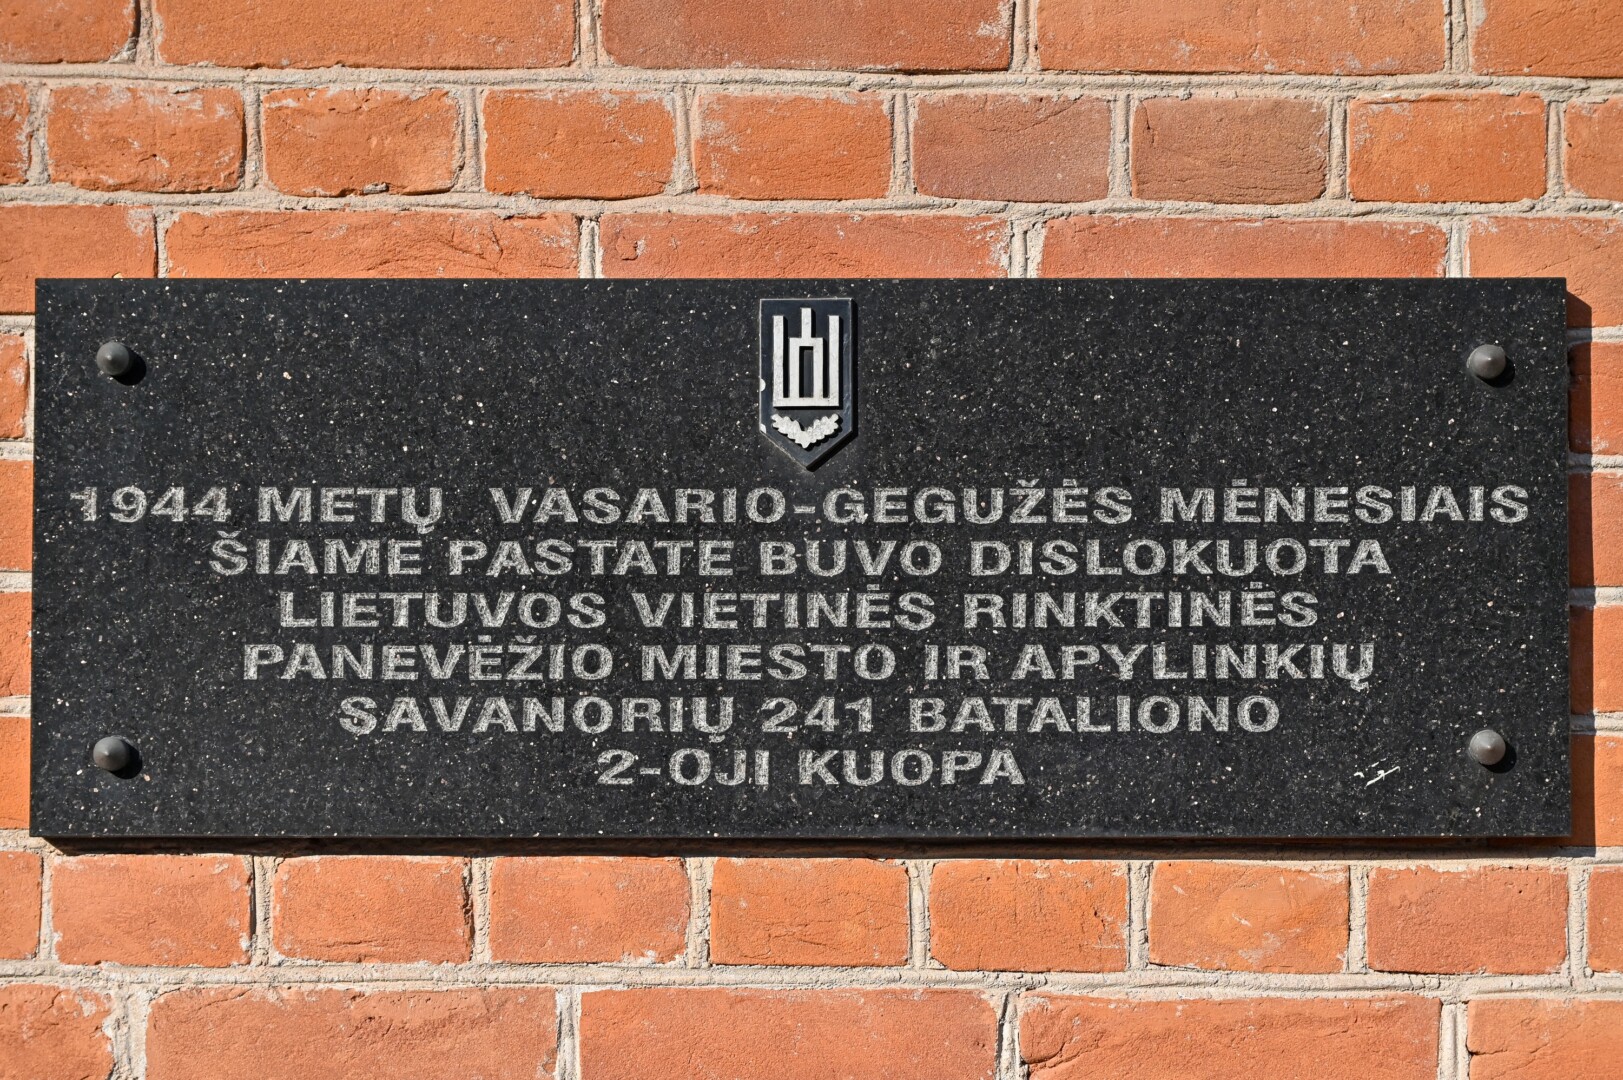 1944 METŲ VASARIO-GEGUŽĖS MĖNESIAIS
ŠIAME PASTATE BUVO DISLOKUOTA
LIETUVOS VIETINĖS RINKTINĖS
PANEVĖŽIO MIESTO IR APYLINKIŲ
SAVANORIŲ 241 BATALIONO
2-OJI KUOPA